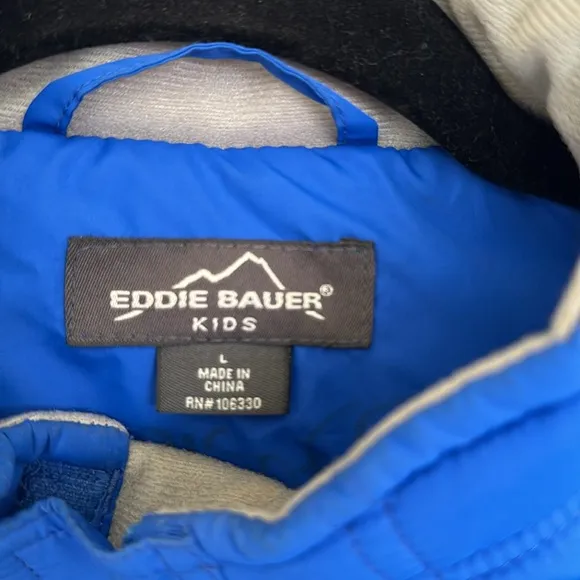 EDDIE BAUER®
KIDS
L
MADE IN
CHINA
RN#106330